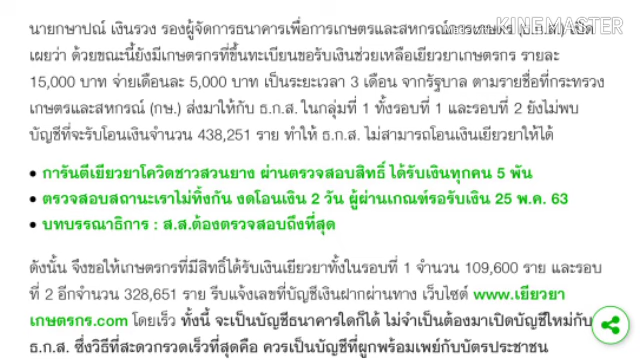 นายกษาปณ์ เงินรวง รองผู้จัดการธนาคารเพื่อการเกษตรและสหกรณ์การเกษตร (ธ.ก.ส.) เปิด
KINEMASTER
เผยว่า ด้วยขณะนี้ยังมีเกษตรกรที่ขึ้นทะเบียนขอรับเงินช่วยเหลือเยียวยาเกษตรกร รายละ
15,000 บาท จ่ายเดือนละ 5,000 บาท เป็นระยะเวลา 3 เดือน จากรัฐบาล ตามรายชื่อที่กระทรวง
เกษตรและสหกรณ์ (กษ.) ส่งมาให้กับ ธ.ก.ส. ในกลุ่มที่ 1 ทั้งรอบที่ 1 และรอบที่ 2 ยังไม่พบ
บัญชีที่จะรับโอนเงินจำนวน 438,251 ราย ทำให้ ธ.ก.ส. ไม่สามารถโอนเงินเยียวยาให้ได้
• การันตีเยียวยาโควิดชาวสวนยาง ผ่านตรวจสอบสิทธิ์ ได้รับเงินทุกคน 5 พัน
• ตรวจสอบสถานะเราไม่ทิ้งกัน งดโอนเงิน 2 วัน ผู้ผ่านเกณฑ์รอรับเงิน 25 พ.ค. 63
• บทบรรณาธิการ : ส.ส.ต้องตรวจสอบถึงที่สุด
ดังนั้น จึงขอให้เกษตรกรที่มีสิทธิ์ได้รับเงินเยียวยาทั้งในรอบที่ 1 จำนวน 109,600 ราย และรอบ
ที่ 2 อีกจำนวน 328,651 ราย รีบแจ้งเลขที่บัญชีเงินฝากผ่านทาง เว็บไซต์ www.เยียวยา
เกษตรกร.com โดยเร็ว ทั้งนี้ จะเป็นบัญชีธนาคารใดก็ได้ ไม่จำเป็นต้องมาเปิดบัญชีใหม่กับ
ธ.ก.ส. ซึ่งวิธีที่สะดวกรวดเร็วที่สุดคือ ควรเป็นบัญชีที่ผูกพร้อมเพย์กับบัตรประชาชน